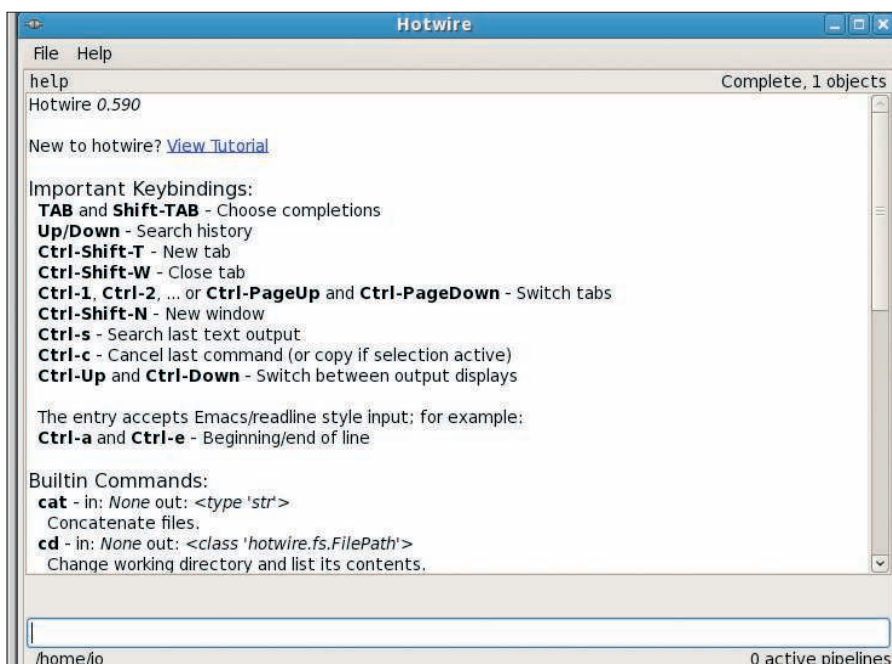 Hotwire
File Help
help Complete, 1 objects
Hotwire 0.590
New to hotwire? View Tutorial
Important Keybindings:
TAB and Shift-TAB - Choose completions
Up/Down - Search history
Ctrl-Shift-T - New tab
Ctrl-Shift-W - Close tab
Ctrl-1, Ctrl-2, ... or Ctrl-PageUp and Ctrl-PageDown - Switch tabs
Ctrl-Shift-N - New window
Ctrl-s - Search last text output
Ctrl-c - Cancel last command (or copy if selection active)
Ctrl-Up and Ctrl-Down - Switch between output displays
The entry accepts Emacs/readline style input; for example:
Ctrl-a and Ctrl-e - Beginning/end of line
Builtin Commands:
cat - in: None out: <type 'str'>
Concatenate files.
cd - in: None out: <class 'hotwire.fs.FilePath'>
Change working directory and list its contents.
/home/jo 0 active pipelines